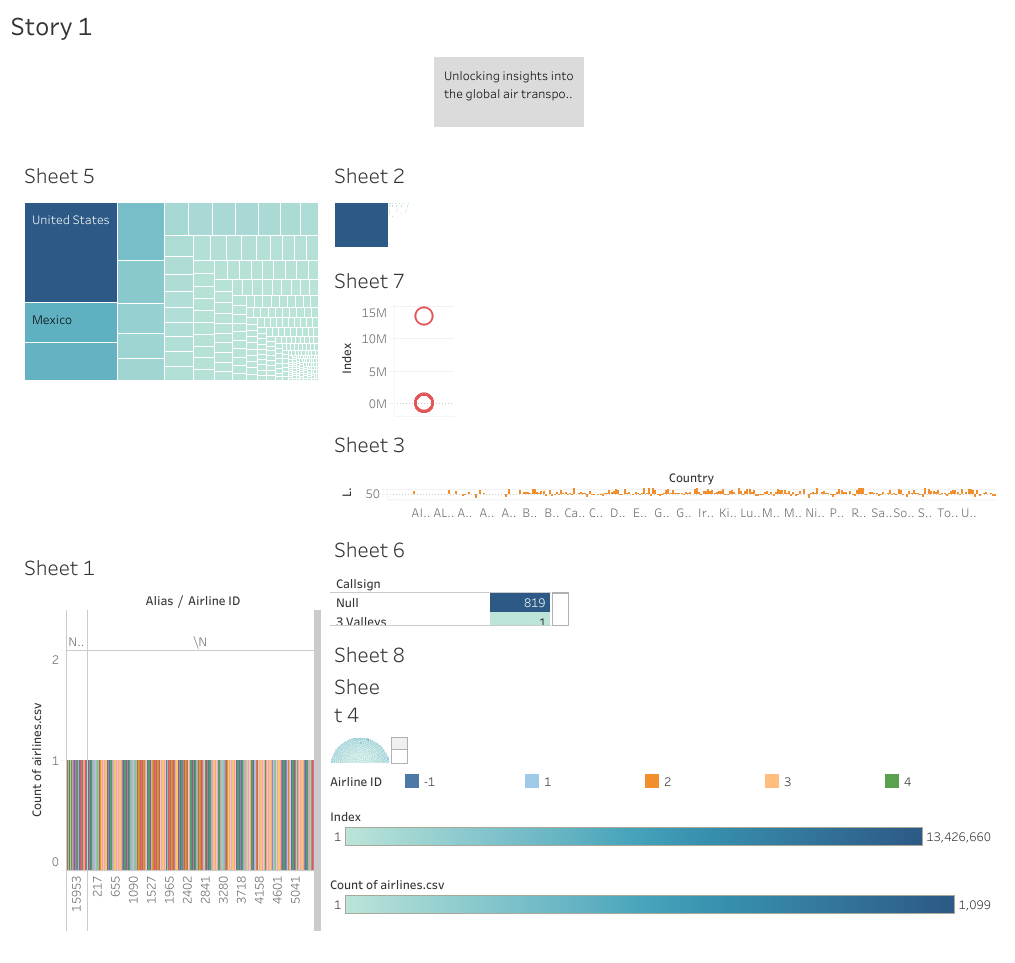 Story 1
Unlocking insights into
the global air transpo..
Sheet 5
United States
Mexico
Sheet 2
Sheet 7
15M
10M
5M
0M
Index
Sheet 3
Country
L.
50
Al.. AL.. A.. A.. A.. B.. B.. Ca.. C.. D.. E.. G.. G.. Ir.. Ki.. Lu.. M.. M.. Ni.. P.. R.. Sa.. So.. S.. To.. U..
Sheet 6
Callsign
Null 819
3 Valleys 1
Sheet 1
Alias / Airline ID
N.. \N
2
1
0
Count of airlines.csv
15953 217 655 1090 1527 1965 2402 2841 3280 3718 4158 4601 5041
Sheet 8
Shee
t 4
Airline ID -1 1 2 3 4
Index
1 13,426,660
Count of airlines.csv
1 1,099